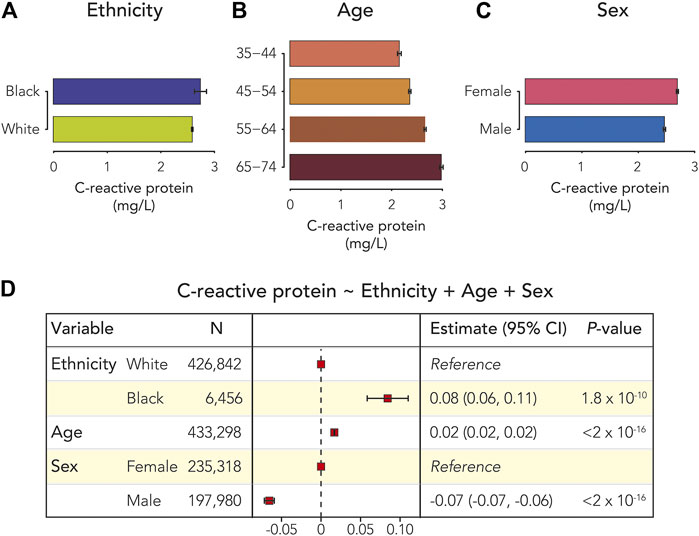 A Ethnicity
Black
White
0 1 2 3
C-reactive protein
(mg/L)
B Age
35–44
45–54
55–64
65–74
0 1 2 3
C-reactive protein
(mg/L)
C Sex
Female
Male
0 1 2 3
C-reactive protein
(mg/L)
D C-reactive protein ~ Ethnicity + Age + Sex
Variable N Estimate (95% CI) P-value
Ethnicity White 426,842 Reference
Black 6,456 0.08 (0.06, 0.11) 1.8 x 10⁻¹⁰
Age 433,298 0.02 (0.02, 0.02) <2 x 10⁻¹⁶
Sex Female 235,318 Reference
Male 197,980 -0.07 (-0.07, -0.06) <2 x 10⁻¹⁶
-0.05 0 0.05 0.10